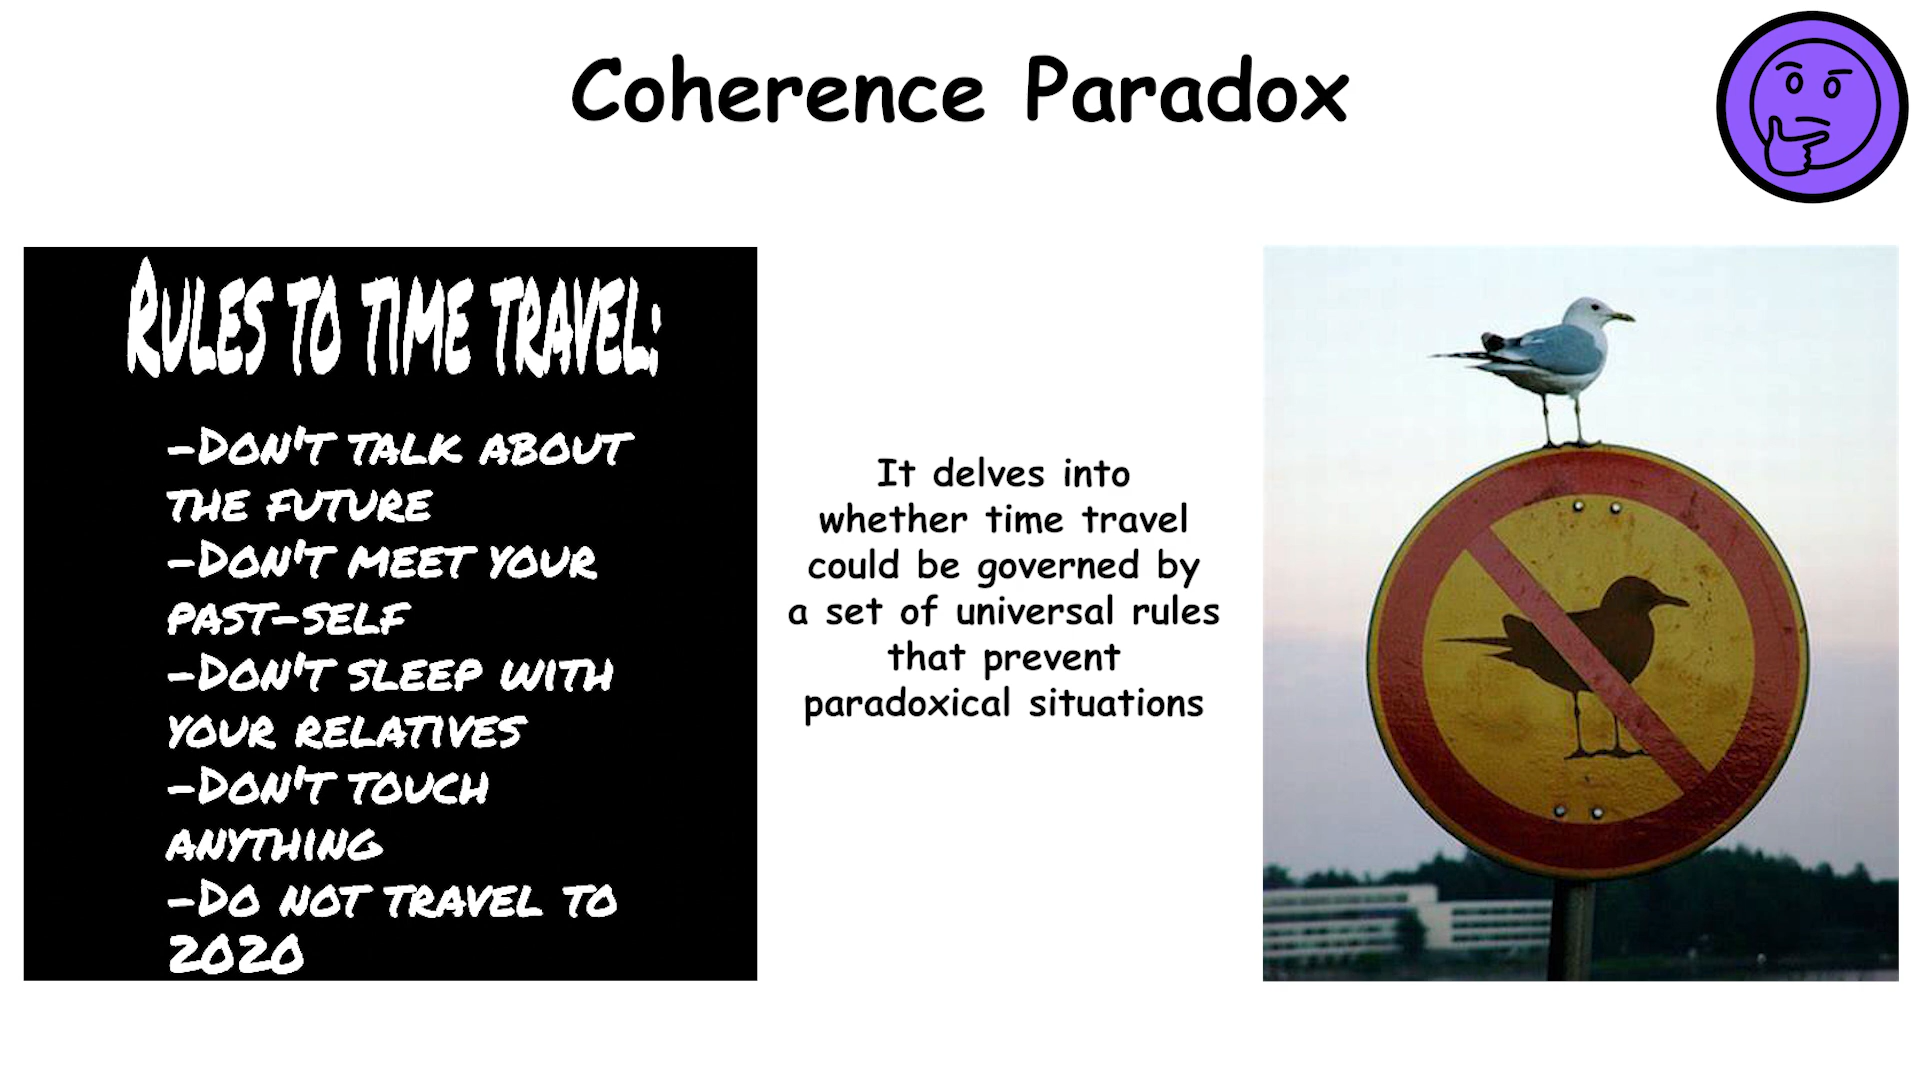 Coherence Paradox
RULES TO TIME TRAVEL:
-DON'T TALK ABOUT
THE FUTURE
-DON'T MEET YOUR
PAST-SELF
-DON'T SLEEP WITH
YOUR RELATIVES
-DON'T TOUCH
ANYTHING
-DO NOT TRAVEL TO
2020
It delves into
whether time travel
could be governed by
a set of universal rules
that prevent
paradoxical situations